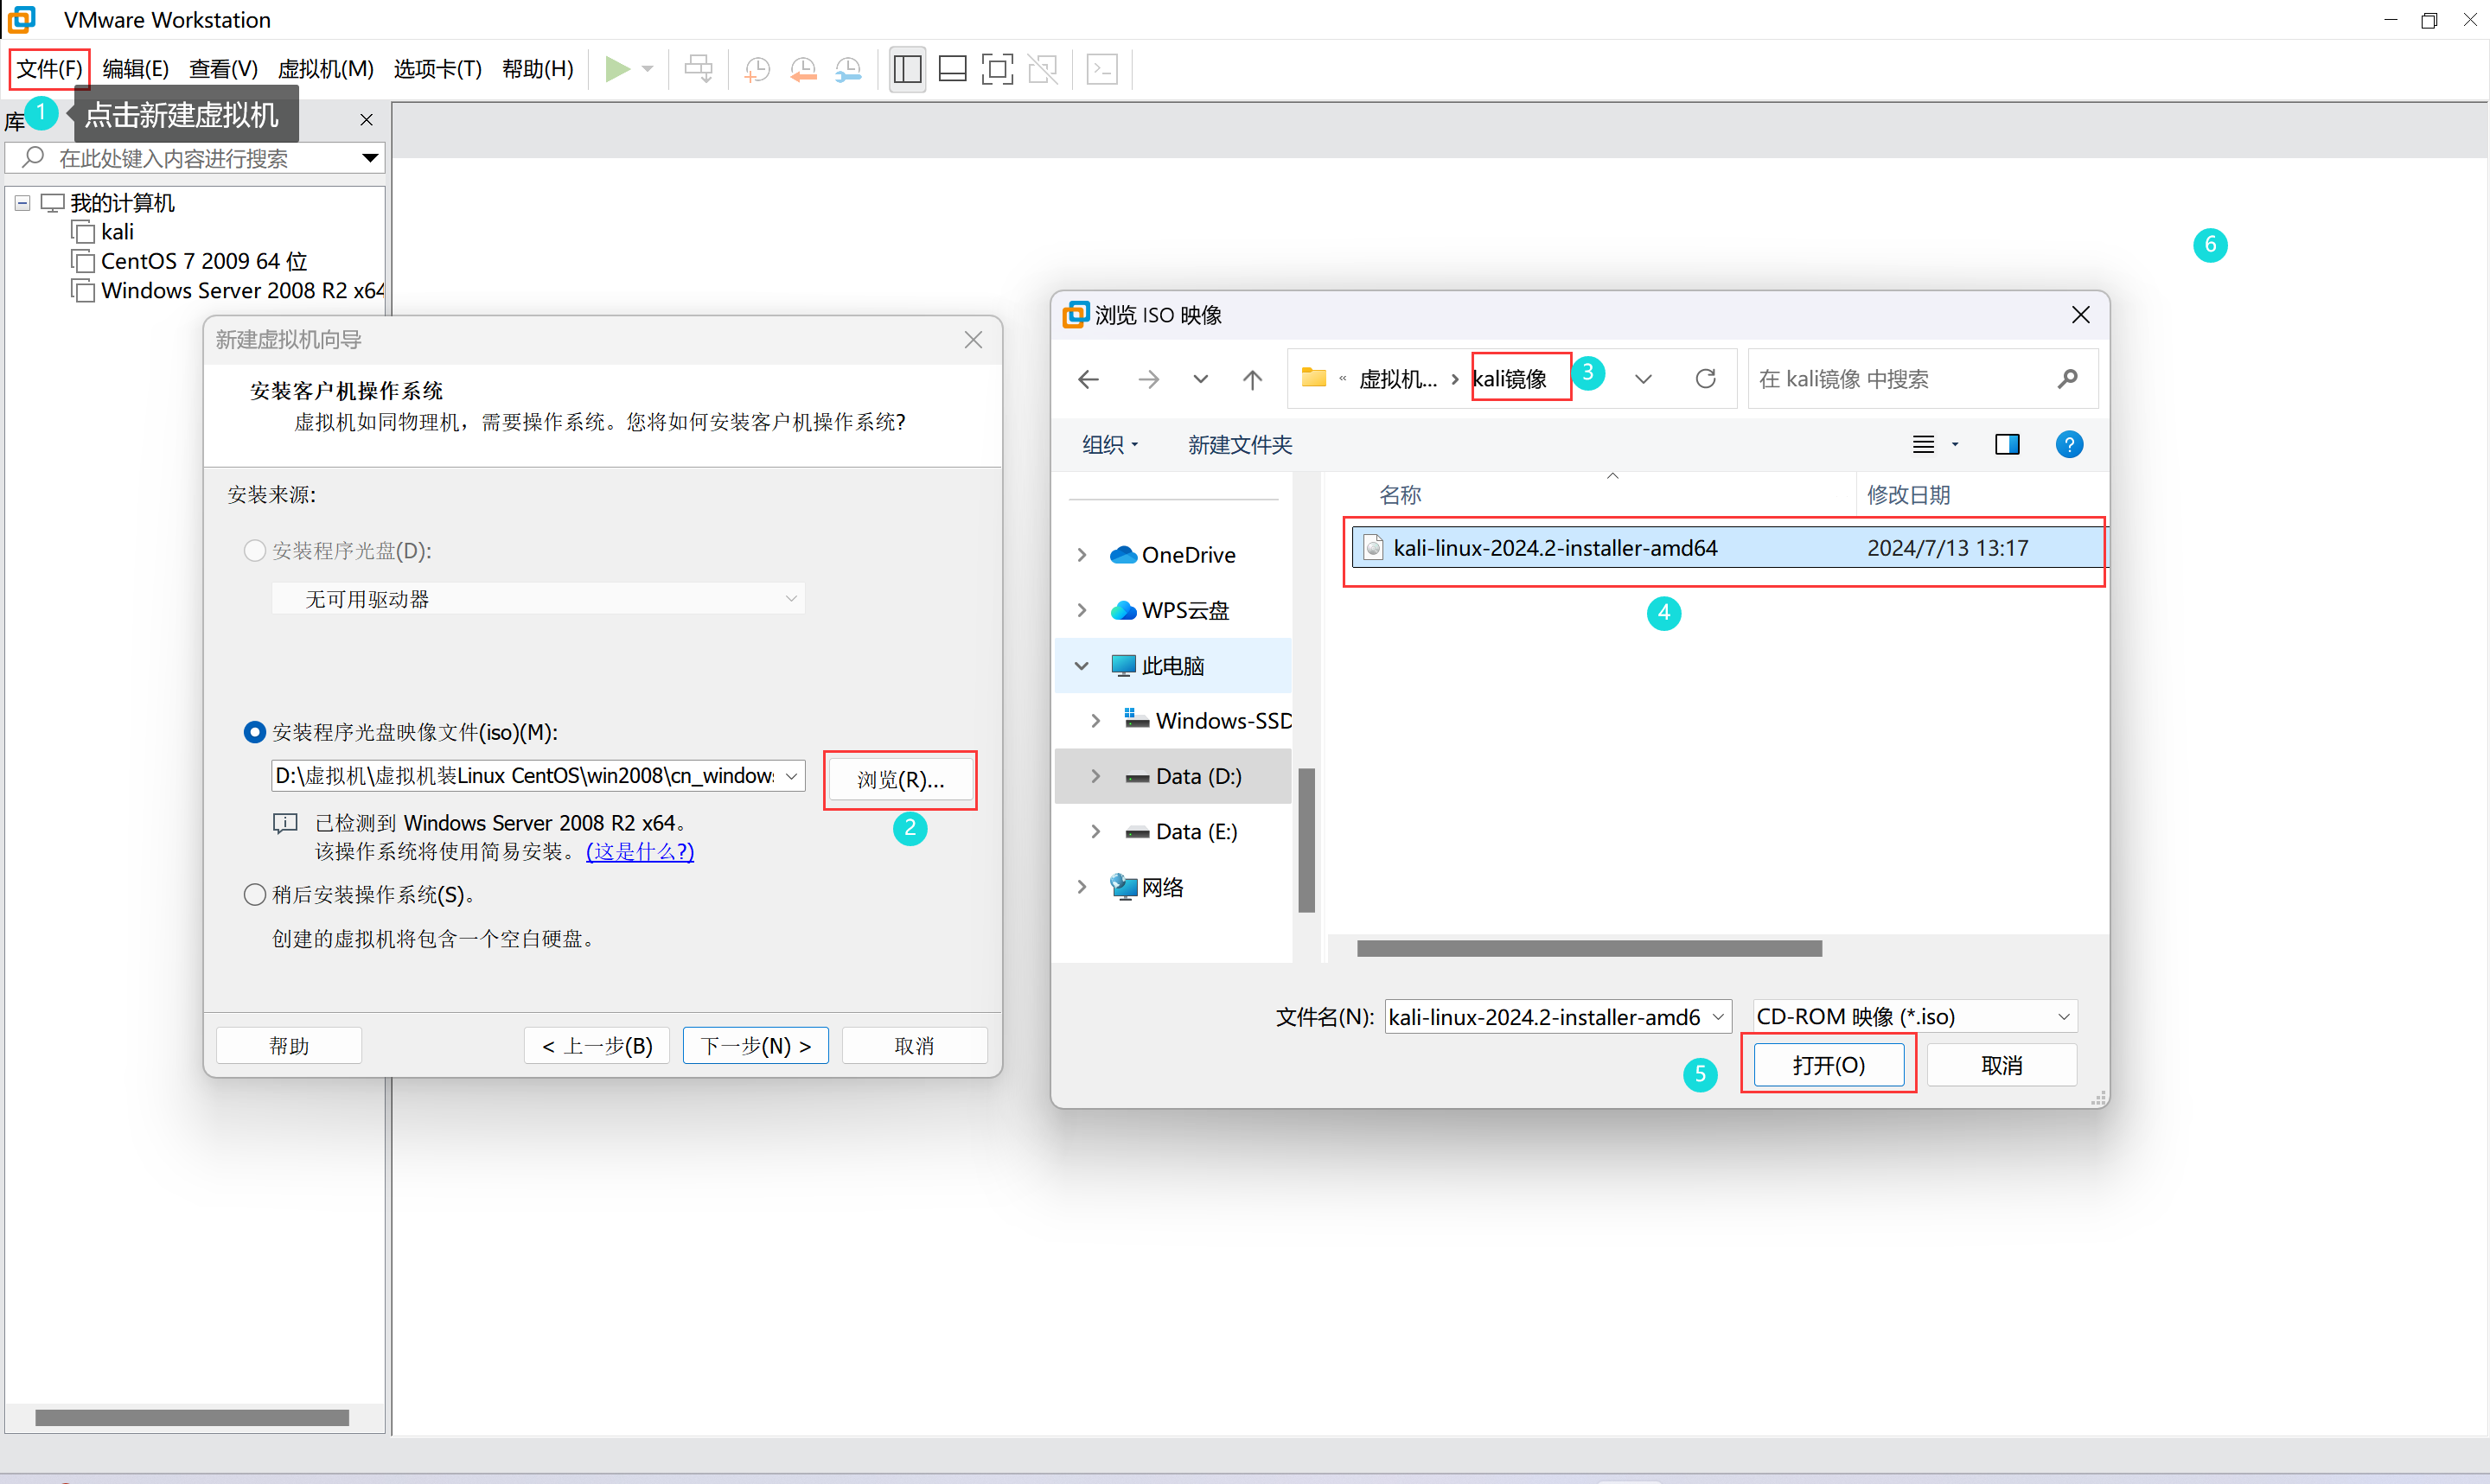 VMware Workstation
文件(F) 编辑(E) 查看(V) 虚拟机(M) 选项卡(T) 帮助(H)
库
1
点击新建虚拟机
在此处键入内容进行搜索
我的计算机
kali
CentOS 7 2009 64 位
Windows Server 2008 R2 x64
新建虚拟机向导
安装客户机操作系统
虚拟机如同物理机，需要操作系统。您将如何安装客户机操作系统?
安装来源:
安装程序光盘(D):
无可用驱动器
安装程序光盘映像文件(iso)(M):
D:\虚拟机\虚拟机装Linux CentOS\win2008\cn_window
浏览(R)...
2
已检测到 Windows Server 2008 R2 x64。
该操作系统将使用简易安装。(这是什么?)
稍后安装操作系统(S)。
创建的虚拟机将包含一个空白硬盘。
帮助
< 上一步(B)
下一步(N) >
取消
6
浏览 ISO 映像
« 虚拟机... › kali镜像
3
在 kali镜像 中搜索
组织
新建文件夹
?
名称
修改日期
OneDrive
WPS云盘
此电脑
Windows-SSD
Data (D:)
Data (E:)
网络
kali-linux-2024.2-installer-amd64
2024/7/13 13:17
4
文件名(N):
kali-linux-2024.2-installer-amd6
CD-ROM 映像 (*.iso)
5
打开(O)
取消